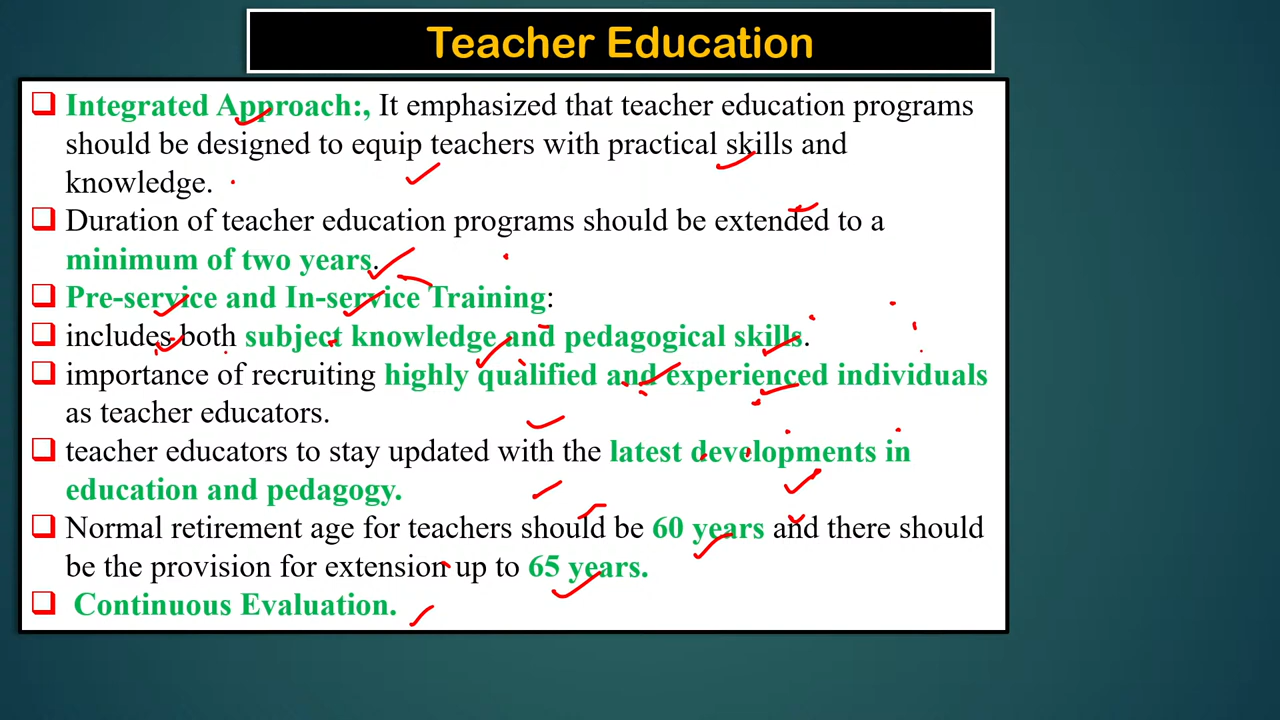 Teacher Education
Integrated Approach:, It emphasized that teacher education programs
should be designed to equip teachers with practical skills and
knowledge.
Duration of teacher education programs should be extended to a
minimum of two years.
Pre-service and In-service Training:
includes both subject knowledge and pedagogical skills.
importance of recruiting highly qualified and experienced individuals
as teacher educators.
teacher educators to stay updated with the latest developments in
education and pedagogy.
Normal retirement age for teachers should be 60 years and there should
be the provision for extension up to 65 years.
Continuous Evaluation.